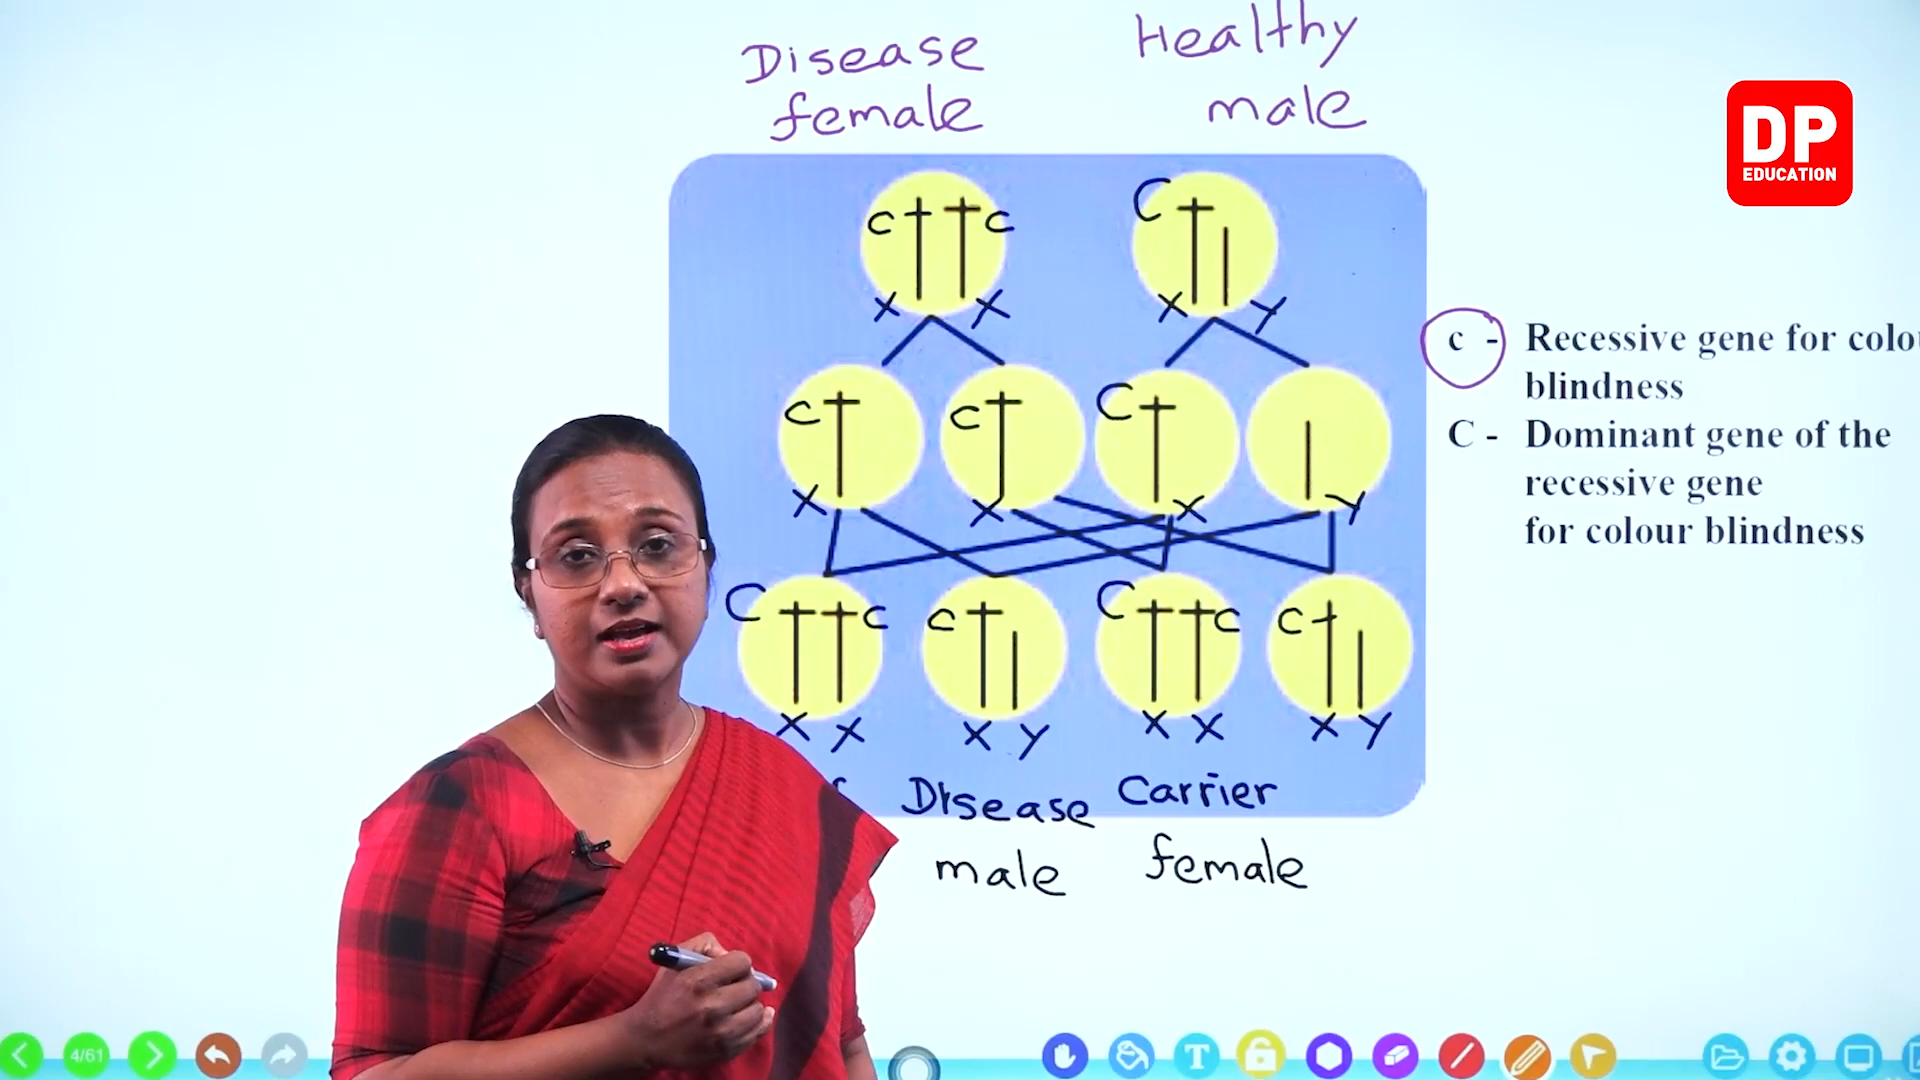 Disease
female
Healthy
male
DP
EDUCATION
c c
X X
C
X Y
c
X
c
X
C
X
Y
C c
X X
c
X Y
C c
X X
c
X Y
Disease
male
Carrier
female
c - Recessive gene for
blindness
C - Dominant gene of the
recessive gene
for colour blindness
4/61
T